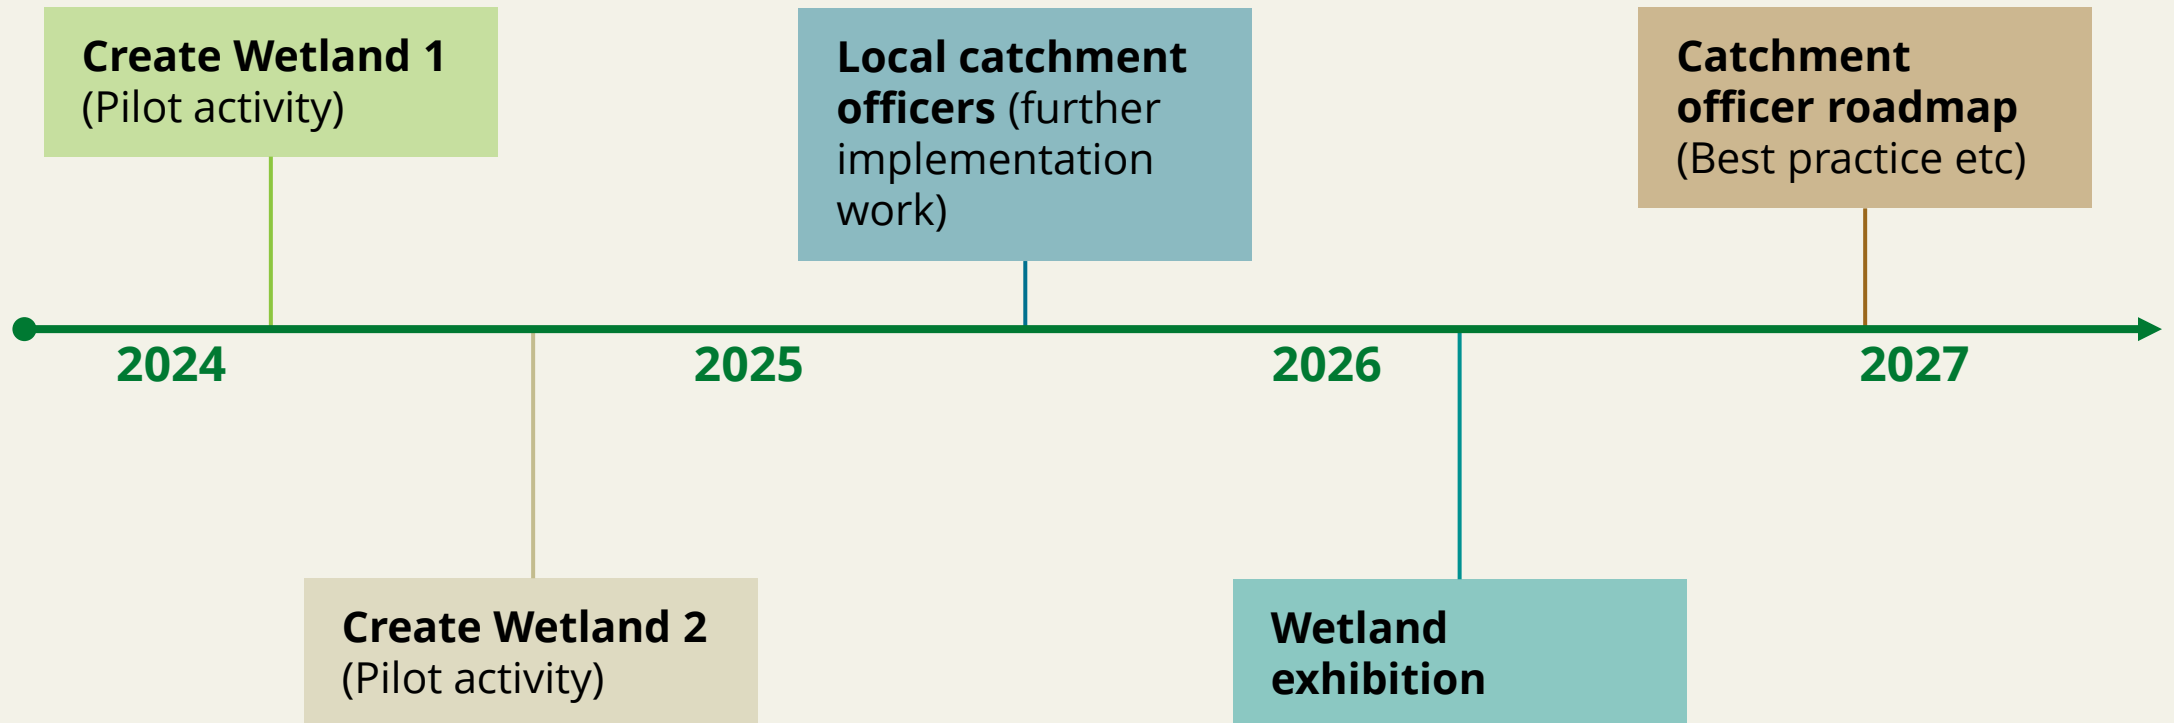 Create Wetland 1
(Pilot activity)
Local catchment
officers (further
implementation
work)
Catchment
officer roadmap
(Best practice etc)
2024
2025
2026
2027
Create Wetland 2
(Pilot activity)
Wetland
exhibition